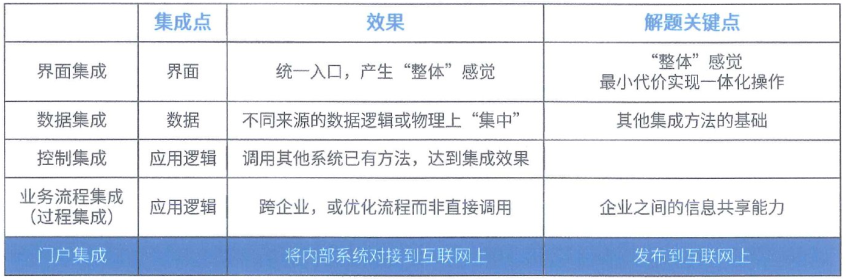 集成点 效果 解题关键点
界面集成 界面 统一入口，产生“整体”感觉 “整体”感觉
最小代价实现一体化操作
数据集成 数据 不同来源的数据逻辑或物理上“集中” 其他集成方法的基础
控制集成 应用逻辑 调用其他系统已有方法，达到集成效果
业务流程集成
（过程集成） 应用逻辑 跨企业，或优化流程而非直接调用 企业之间的信息共享能力
门户集成 将内部系统对接到互联网上 发布到互联网上